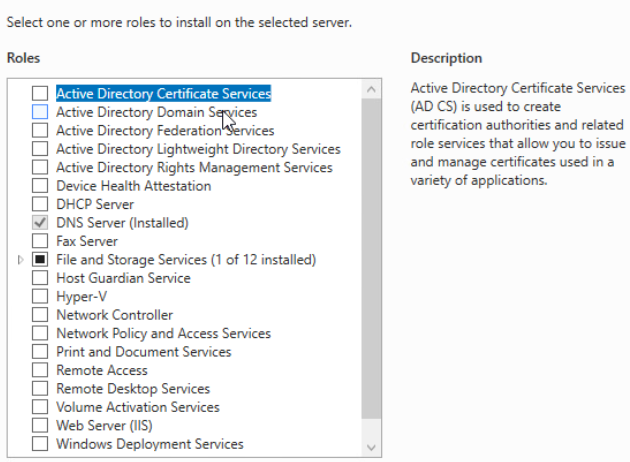 Select one or more roles to install on the selected server.
Roles
Active Directory Certificate Services
Active Directory Domain Services
Active Directory Federation Services
Active Directory Lightweight Directory Services
Active Directory Rights Management Services
Device Health Attestation
DHCP Server
DNS Server (Installed)
Fax Server
File and Storage Services (1 of 12 installed)
Host Guardian Service
Hyper-V
Network Controller
Network Policy and Access Services
Print and Document Services
Remote Access
Remote Desktop Services
Volume Activation Services
Web Server (IIS)
Windows Deployment Services
Description
Active Directory Certificate Services
(AD CS) is used to create
certification authorities and related
role services that allow you to issue
and manage certificates used in a
variety of applications.